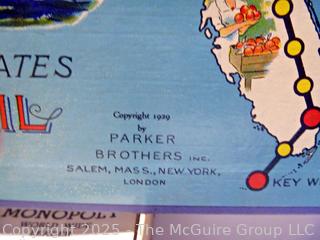 ATES
IL
Copyright 1929
by
PARKER
BROTHERS INC.
SALEM, MASS., NEW YORK,
LONDON
KEY W
MONOPOLY
Copyright 2025 - The McGuire Group LLC